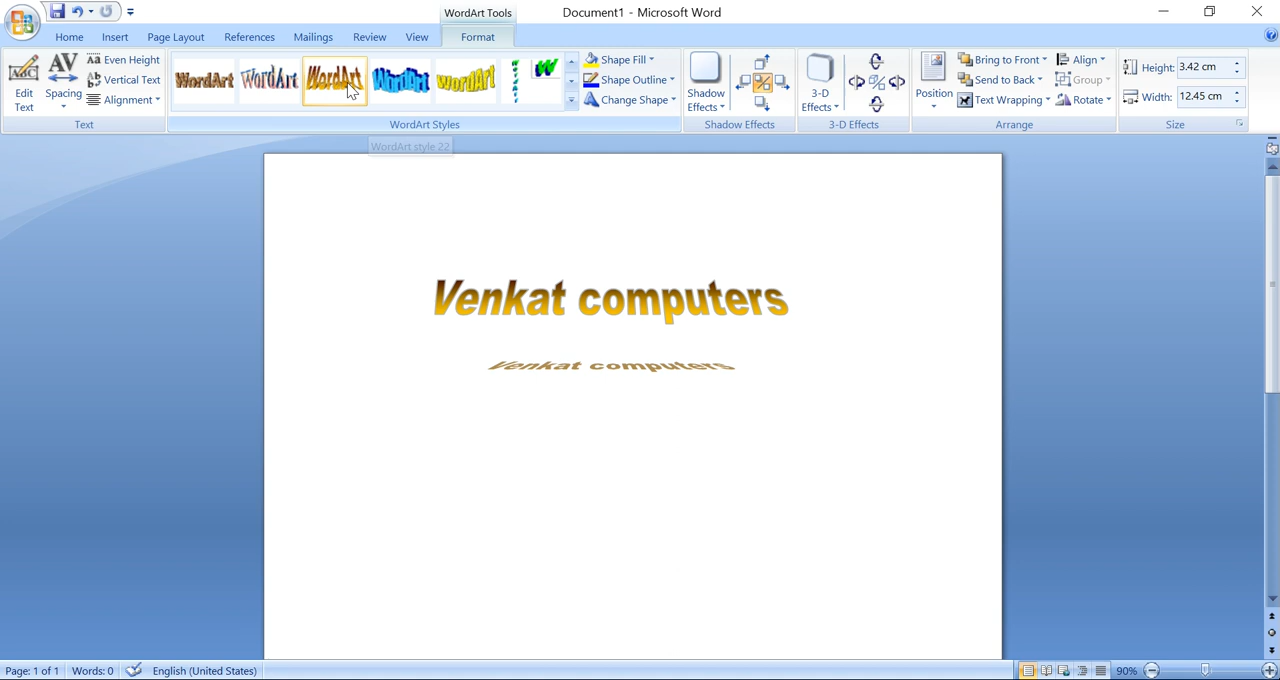 WordArt Tools
Document1 - Microsoft Word
Home Insert Page Layout References Mailings Review View Format
Edit Text
Spacing
Even Height
Vertical Text
Alignment
Text
WordArt WordArt WordArt WordArt WordArt
WordArt Styles
Shape Fill
Shape Outline
Change Shape
Shadow Effects
Shadow Effects
3-D Effects
3-D Effects
Position
Bring to Front
Send to Back
Text Wrapping
Align
Group
Rotate
Arrange
Height: 3.42 cm
Width: 12.45 cm
Size
WordArt style 22
Venkat computers
Venkat computers
Page: 1 of 1 Words: 0 English (United States) 90%